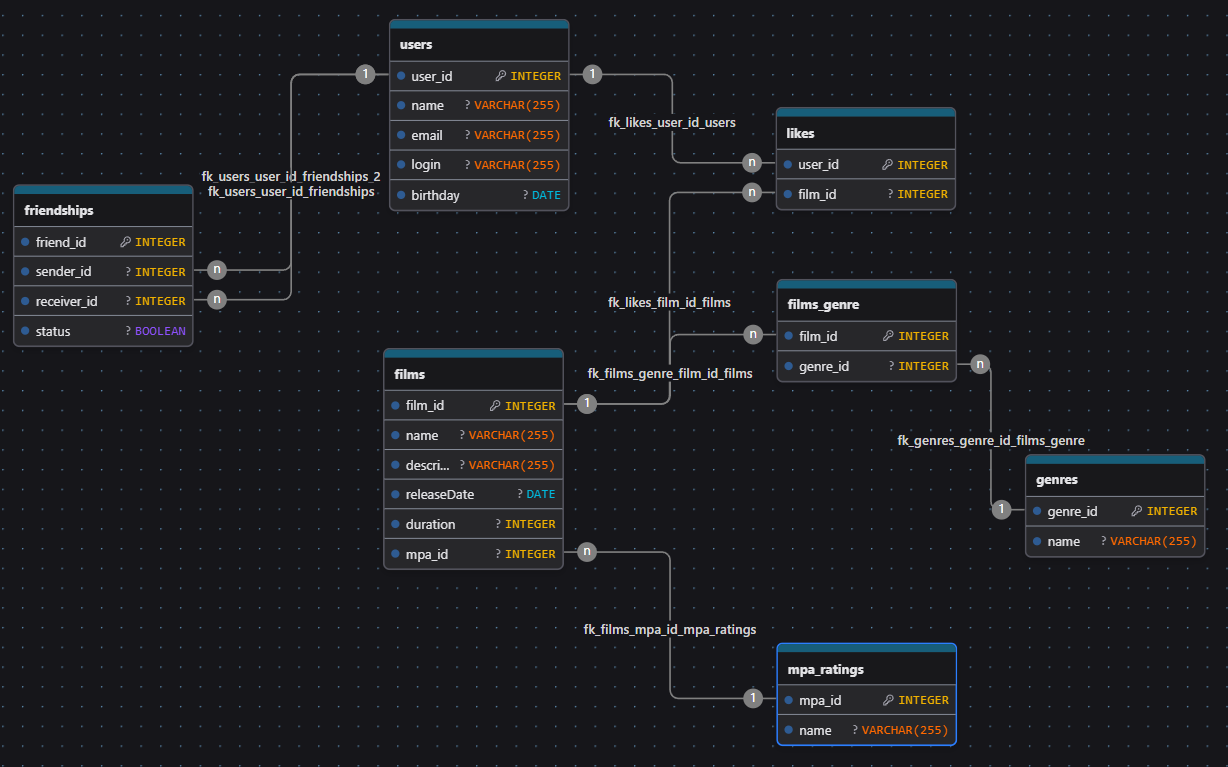 users
user_id INTEGER
name ? VARCHAR(255)
email ? VARCHAR(255)
login ? VARCHAR(255)
birthday ? DATE
1
1
fk_likes_user_id_users
likes
n
user_id INTEGER
n
film_id ? INTEGER
fk_users_user_id_friendships_2
fk_users_user_id_friendships
friendships
friend_id INTEGER
sender_id ? INTEGER
n
receiver_id ? INTEGER
n
status ? BOOLEAN
fk_likes_film_id_films
films_genre
n
film_id INTEGER
genre_id ? INTEGER
n
fk_films_genre_film_id_films
films
film_id INTEGER
1
name ? VARCHAR(255)
descri... ? VARCHAR(255)
releaseDate ? DATE
duration ? INTEGER
mpa_id ? INTEGER
n
fk_genres_genre_id_films_genre
genres
1
genre_id INTEGER
name ? VARCHAR(255)
fk_films_mpa_id_mpa_ratings
mpa_ratings
1
mpa_id INTEGER
name ? VARCHAR(255)